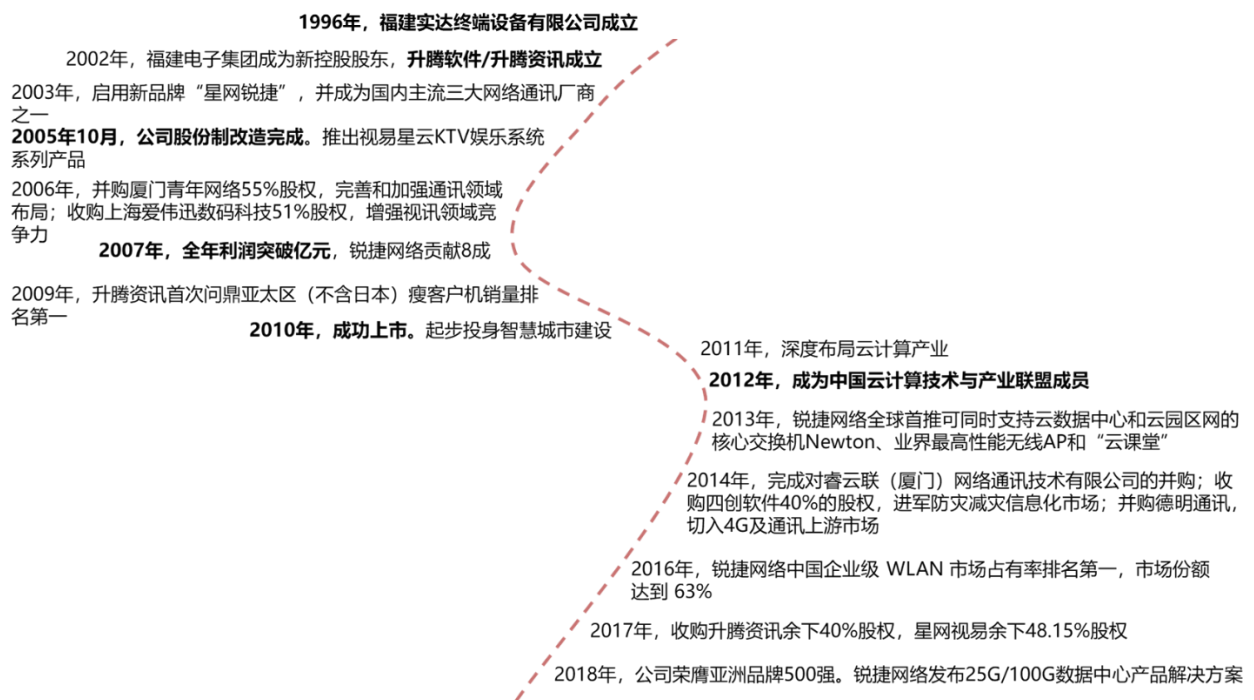 1996年，福建实达终端设备有限公司成立
2002年，福建电子集团成为新控股股东，升腾软件/升腾资讯成立
2003年，启用新品牌“星网锐捷”，并成为国内主流三大网络通讯厂商
之一
2005年10月，公司股份制改造完成。推出视易星云KTV娱乐系统
系列产品
2006年，并购厦门青年网络55%股权，完善和加强通讯领域
布局；收购上海爱伟迅数码科技51%股权，增强视讯领域竞
争力
2007年，全年利润突破亿元，锐捷网络贡献8成
2009年，升腾资讯首次问鼎亚太区（不含日本）瘦客户机销量排
名第一
2010年，成功上市。起步投身智慧城市建设
2011年，深度布局云计算产业
2012年，成为中国云计算技术与产业联盟成员
2013年，锐捷网络全球首推可同时支持云数据中心和云园区网的
核心交换机Newton、业界最高性能无线AP和“云课堂”
2014年，完成对睿云联（厦门）网络通讯技术有限公司的并购；收
购四创软件40%的股权，进军防灾减灾信息化市场；并购德明通讯，
切入4G及通讯上游市场
2016年，锐捷网络中国企业级 WLAN 市场占有率排名第一，市场份额
达到 63%
2017年，收购升腾资讯余下40%股权，星网视易余下48.15%股权
2018年，公司荣膺亚洲品牌500强。锐捷网络发布25G/100G数据中心产品解决方案